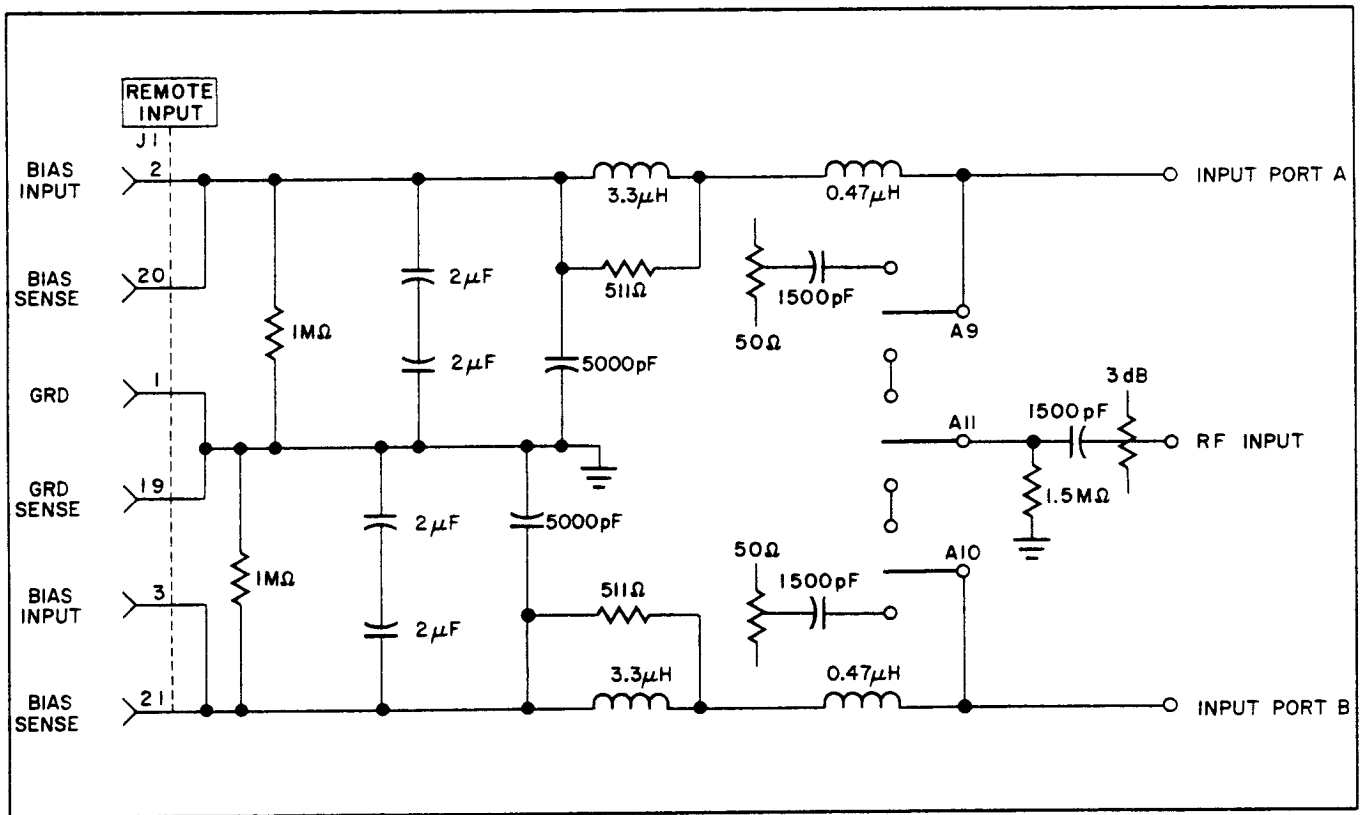 REMOTE
INPUT
J1
BIAS
INPUT
2
3.3μH
0.47μH
INPUT PORT A
BIAS
SENSE
20
2μF
511Ω
1500pF
50Ω
A9
1MΩ
2μF
5000pF
GRD
1
3dB
1500pF
A11
RF INPUT
GRD
SENSE
19
2μF
5000pF
1.5MΩ
50Ω
1500pF
A10
1MΩ
511Ω
BIAS
INPUT
3
2μF
3.3μH
0.47μH
BIAS
SENSE
21
INPUT PORT B